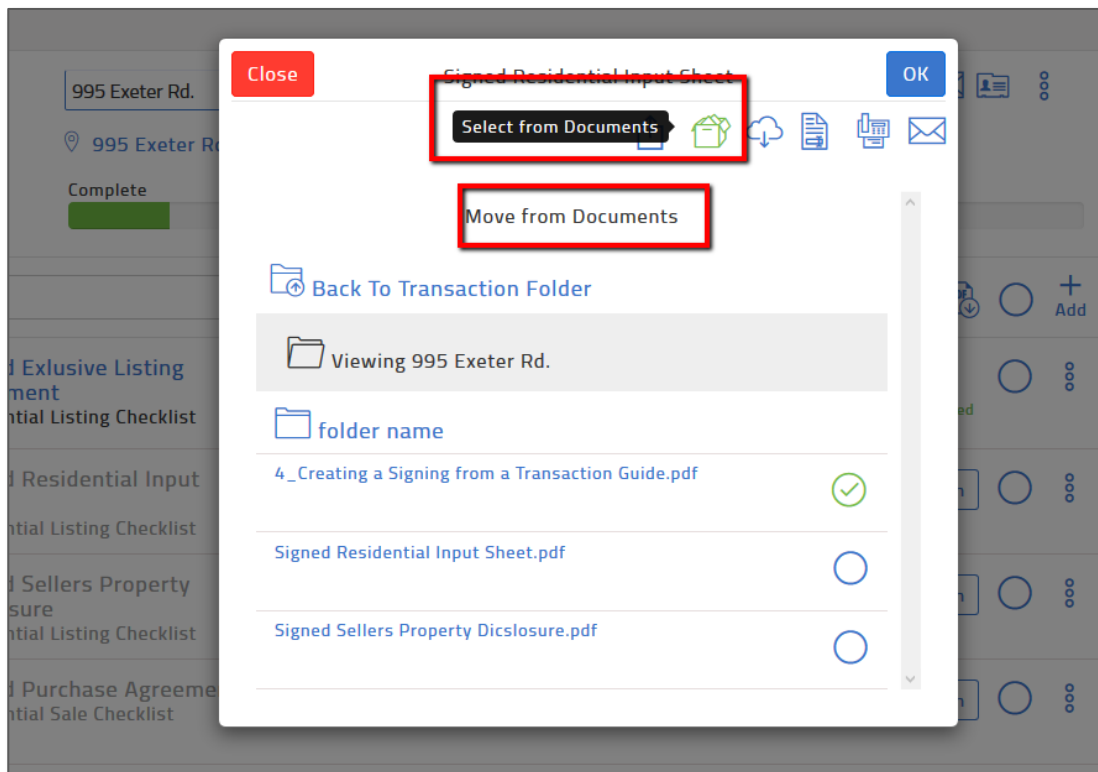 Close
Signed Residential Input Sheet
OK
995 Exeter Rd.
Select from Documents
995 Exeter
Complete
Move from Documents
Back To Transaction Folder
Add
Viewing 995 Exeter Rd.
Exlusive Listing
ment
ntial Listing Checklist
ed
folder name
4_Creating a Signing from a Transaction Guide.pdf
Residential Input
ntial Listing Checklist
Signed Residential Input Sheet.pdf
Sellers Property
sure
ntial Listing Checklist
Signed Sellers Property Dicslosure.pdf
Purchase Agreeme
ntial Sale Checklist